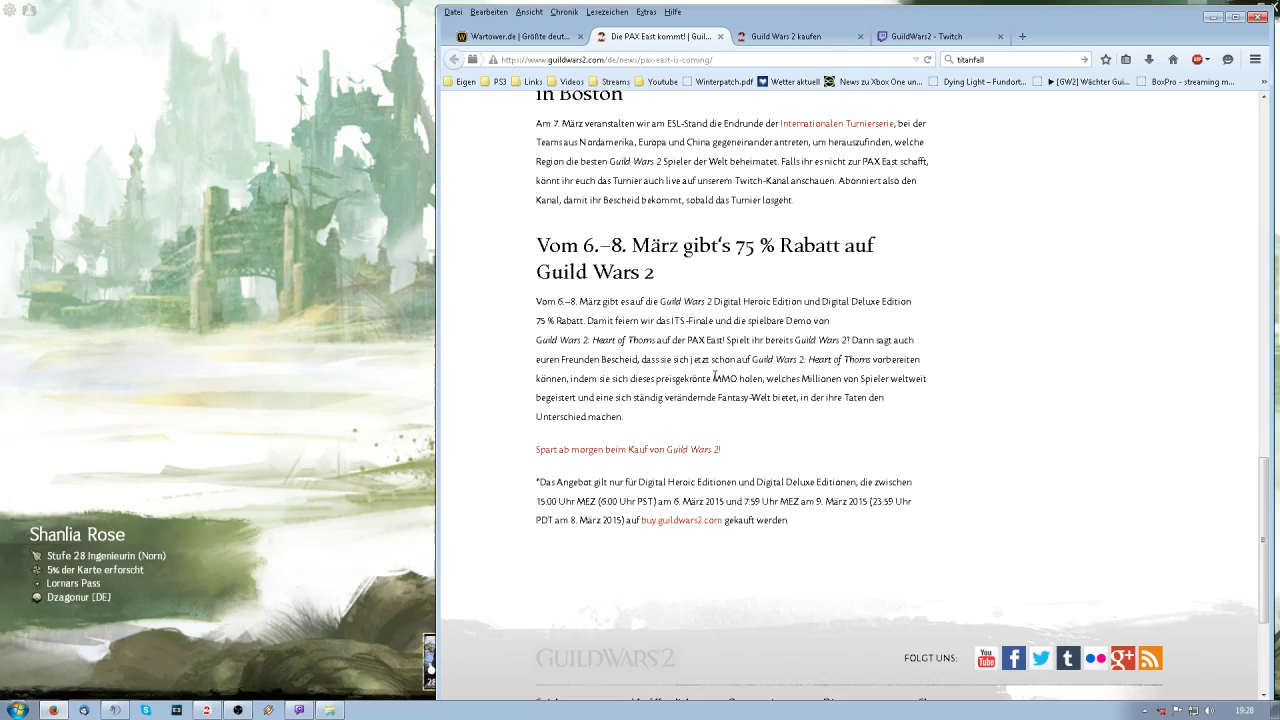 Datei Bearbeiten Ansicht Chronik Lesezeichen Extras Hilfe
Wartower.de | Größte deut... Die PAX East kommt! | Guil... Guild Wars 2 kaufen GuildWars2 - Twitch
https://www.guildwars2.com/de/news/pax-east-is-coming/ titanfall
Eigen PS3 Links Videos Streams Youtube Winterpatch.pdf Wetter aktuell News zu Xbox One un... Dying Light – Fundort... ► [GW2] Wächter Gui... BoxPro - streaming m...
in Boston
Am 7. März veranstalten wir am ESL-Stand die Endrunde der Internationalen Turnierserie, bei der
Teams aus Nordamerika, Europa und China gegeneinander antreten, um herauszufinden, welche
Region die besten Guild Wars 2 Spieler der Welt beheimatet. Falls ihr es nicht zur PAX East schafft,
könnt ihr euch das Turnier auch live auf unserem Twitch-Kanal anschauen. Abonniert also den
Kanal, damit ihr Bescheid bekommt, sobald das Turnier losgeht.
Vom 6.–8. März gibt‘s 75 % Rabatt auf
Guild Wars 2
Vom 6.–8. März gibt es auf die Guild Wars 2 Digital Heroic Edition und Digital Deluxe Edition
75 % Rabatt. Damit feiern wir das ITS-Finale und die spielbare Demo von
Guild Wars 2: Heart of Thorns auf der PAX East! Spielt ihr bereits Guild Wars 2? Dann sagt auch
euren Freunden Bescheid, dass sie sich jetzt schon auf Guild Wars 2: Heart of Thorns vorbereiten
können, indem sie sich dieses preisgekrönte MMO holen, welches Millionen von Spieler weltweit
begeistert und eine sich ständig verändernde Fantasy-Welt bietet, in der ihre Taten den
Unterschied machen.
Spart ab morgen beim Kauf von Guild Wars 2!
*Das Angebot gilt nur für Digital Heroic Editionen und Digital Deluxe Editionen, die zwischen
15:00 Uhr MEZ (6:00 Uhr PST) am 6. März 2015 und 7:59 Uhr MEZ am 9. März 2015 (23:59 Uhr
PDT am 8. März 2015) auf buy.guildwars2.com gekauft werden.
Shanlia Rose
Stufe 28 Ingenieurin (Norn)
5% der Karte erforscht
Lornars Pass
Dzagonur [DE]
28
GUILDWARS2
FOLGT UNS:
You Tube
19:28